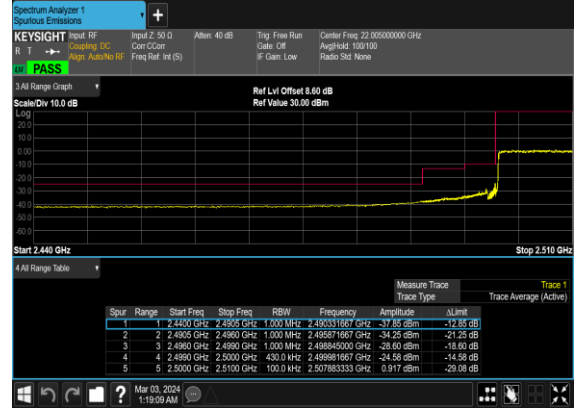 Spectrum Analyzer 1
Spurious Emissions
KEYSIGHT Input: RF Input Z: 50 Ω Atten: 40 dB Trig: Free Run Center Freq: 22.005000000 GHz
R T Coupling: DC Corr CCorr Gate: Off Avg|Hold: 100/100
Align: Auto/No RF Freq Ref: Int (S) IF Gain: Low Radio Std: None
LXI PASS
3 All Range Graph
Ref Lvl Offset 8.60 dB
Scale/Div 10.0 dB Ref Value 30.00 dBm
Log
20.0
10.0
0.00
-10.0
-20.0
-30.0
-40.0
-50.0
-60.0
Start 2.440 GHz Stop 2.510 GHz
4 All Range Table
Measure Trace Trace 1
Trace Type Trace Average (Active)
Spur Range Start Freq Stop Freq RBW Frequency Amplitude ΔLimit
1 1 2.4400 GHz 2.4905 GHz 1.000 MHz 2.490331667 GHz -37.85 dBm -12.85 dB
2 2 2.4905 GHz 2.4960 GHz 1.000 MHz 2.495871667 GHz -34.25 dBm -21.25 dB
3 3 2.4960 GHz 2.4990 GHz 1.000 MHz 2.498845000 GHz -28.60 dBm -18.60 dB
4 4 2.4990 GHz 2.5000 GHz 430.0 kHz 2.499981667 GHz -24.58 dBm -14.58 dB
5 5 2.5000 GHz 2.5100 GHz 100.0 kHz 2.507883333 GHz 0.917 dBm -29.08 dB
?
Mar 03, 2024
1:19:09 AM